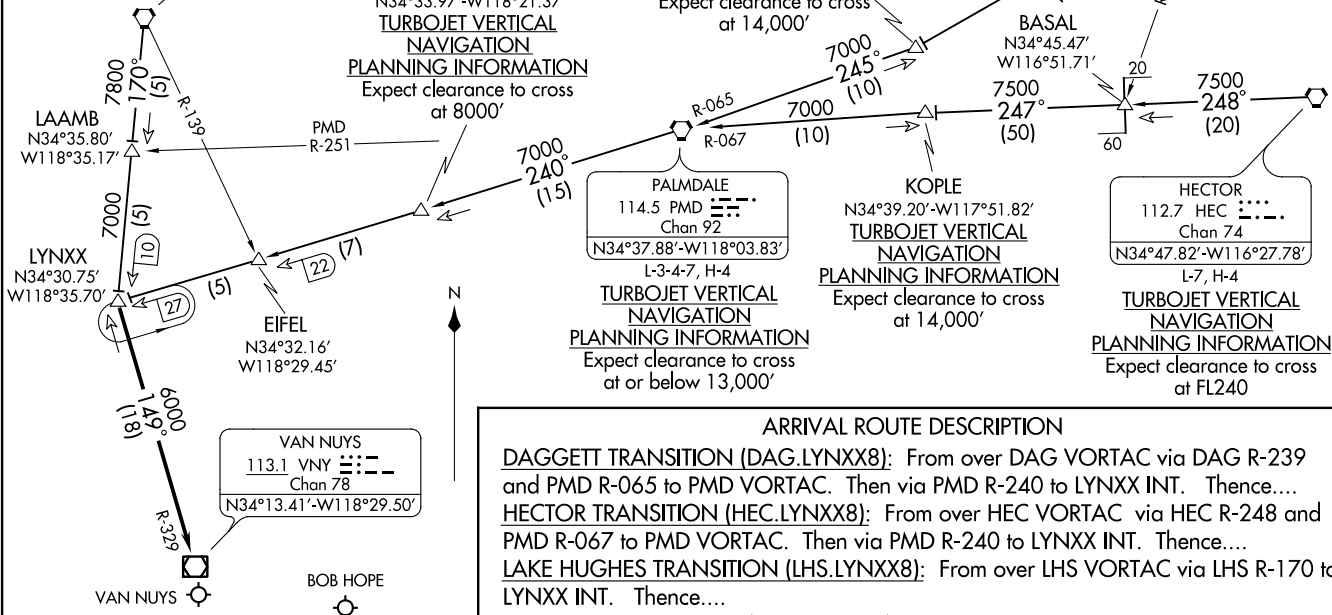 N34°33.97'-W118°21.37'
TURBOJET VERTICAL
NAVIGATION
PLANNING INFORMATION
Expect clearance to cross
at 8000'
Expect clearance to cross
at 14,000'
BASAL
N34°45.47'
W116°51.71'
20
60
7500
248°
(20)
7500
247°
(50)
7000
245°
(10)
R-065
7000
(10)
R-067
7000
240°
(15)
7800
170°
(5)
R-139
LAAMB
N34°35.80'
W118°35.17'
PMD
R-251
7000
(5)
10
LYNXX
N34°30.75'
W118°35.70'
27
(5)
22
(7)
EIFEL
N34°32.16'
W118°29.45'
N
PALMDALE
114.5 PMD
Chan 92
N34°37.88'-W118°03.83'
L-3-4-7, H-4
TURBOJET VERTICAL
NAVIGATION
PLANNING INFORMATION
Expect clearance to cross
at or below 13,000'
KOPLE
N34°39.20'-W117°51.82'
TURBOJET VERTICAL
NAVIGATION
PLANNING INFORMATION
Expect clearance to cross
at 14,000'
HECTOR
112.7 HEC
Chan 74
N34°47.82'-W116°27.78'
L-7, H-4
TURBOJET VERTICAL
NAVIGATION
PLANNING INFORMATION
Expect clearance to cross
at FL240
6000
149°
(18)
VAN NUYS
113.1 VNY
Chan 78
N34°13.41'-W118°29.50'
R-329
VAN NUYS
BOB HOPE
ARRIVAL ROUTE DESCRIPTION
DAGGETT TRANSITION (DAG.LYNXX8): From over DAG VORTAC via DAG R-239
and PMD R-065 to PMD VORTAC. Then via PMD R-240 to LYNXX INT. Thence....
HECTOR TRANSITION (HEC.LYNXX8): From over HEC VORTAC via HEC R-248 and
PMD R-067 to PMD VORTAC. Then via PMD R-240 to LYNXX INT. Thence....
LAKE HUGHES TRANSITION (LHS.LYNXX8): From over LHS VORTAC via LHS R-170 to
LYNXX INT. Thence....